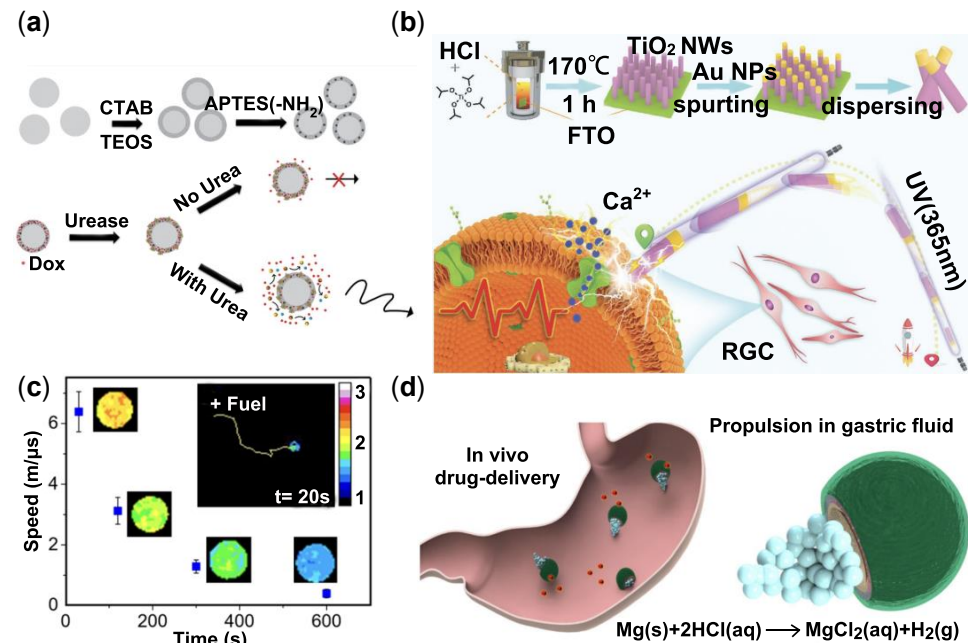 (a)
CTAB
TEOS
APTES(-NH2)
Urease
Dox
No Urea
With Urea
(b)
HCl
+
170℃
1 h
FTO
TiO2 NWs
Au NPs
spurting
dispersing
Ca2+
UV(365nm)
RGC
(c)
Speed (m/μs)
6
4
2
0
0
200
400
600
Time (s)
+ Fuel
t= 20s
3
2
1
(d)
In vivo
drug-delivery
Propulsion in gastric fluid
Mg(s)+2HCl(aq) ⟶ MgCl2(aq)+H2(g)